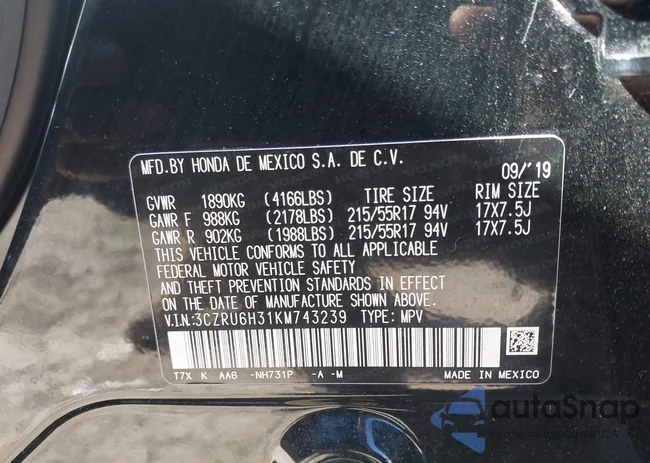 MFD.BY HONDA DE MEXICO S.A. DE C.V.
09/'19
GVWR 1890KG (4166LBS) TIRE SIZE RIM SIZE
GAWR F 988KG (2178LBS) 215/55R17 94V 17X7.5J
GAWR R 902KG (1988LBS) 215/55R17 94V 17X7.5J
THIS VEHICLE CONFORMS TO ALL APPLICABLE
FEDERAL MOTOR VEHICLE SAFETY
AND THEFT PREVENTION STANDARDS IN EFFECT
ON THE DATE OF MANUFACTURE SHOWN ABOVE.
V.I.N:3CZRU6H31KM743239 TYPE: MPV
T7X K AA6 -NH731P -A -M MADE IN MEXICO
autoSnap